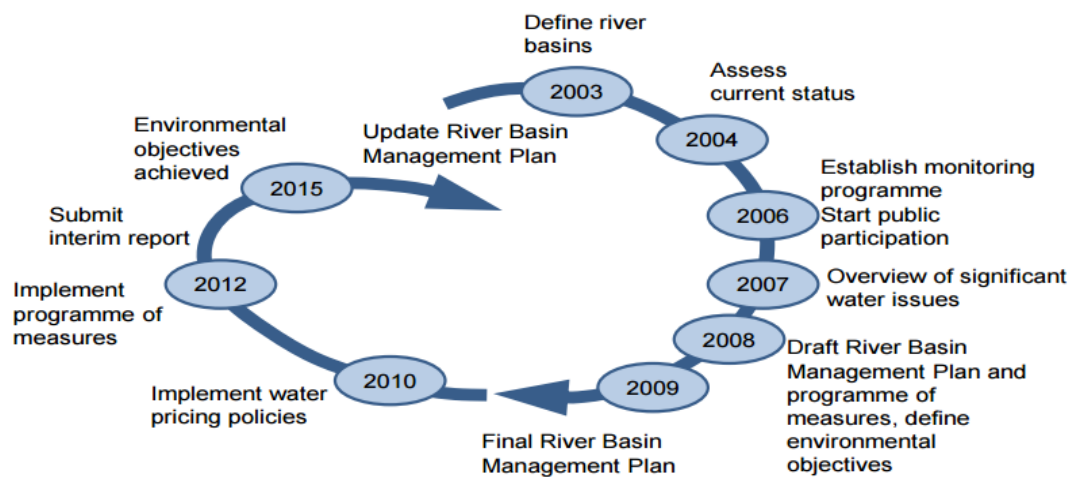 Define river
basins
2003
Assess
current status
2004
Establish monitoring
programme
Start public
participation
2006
Overview of significant
water issues
2007
Draft River Basin
Management Plan and
programme of
measures, define
environmental
objectives
2008
2009
Final River Basin
Management Plan
2010
Implement water
pricing policies
2012
Implement
programme of
measures
Submit
interim report
2015
Environmental
objectives
achieved
Update River Basin
Management Plan